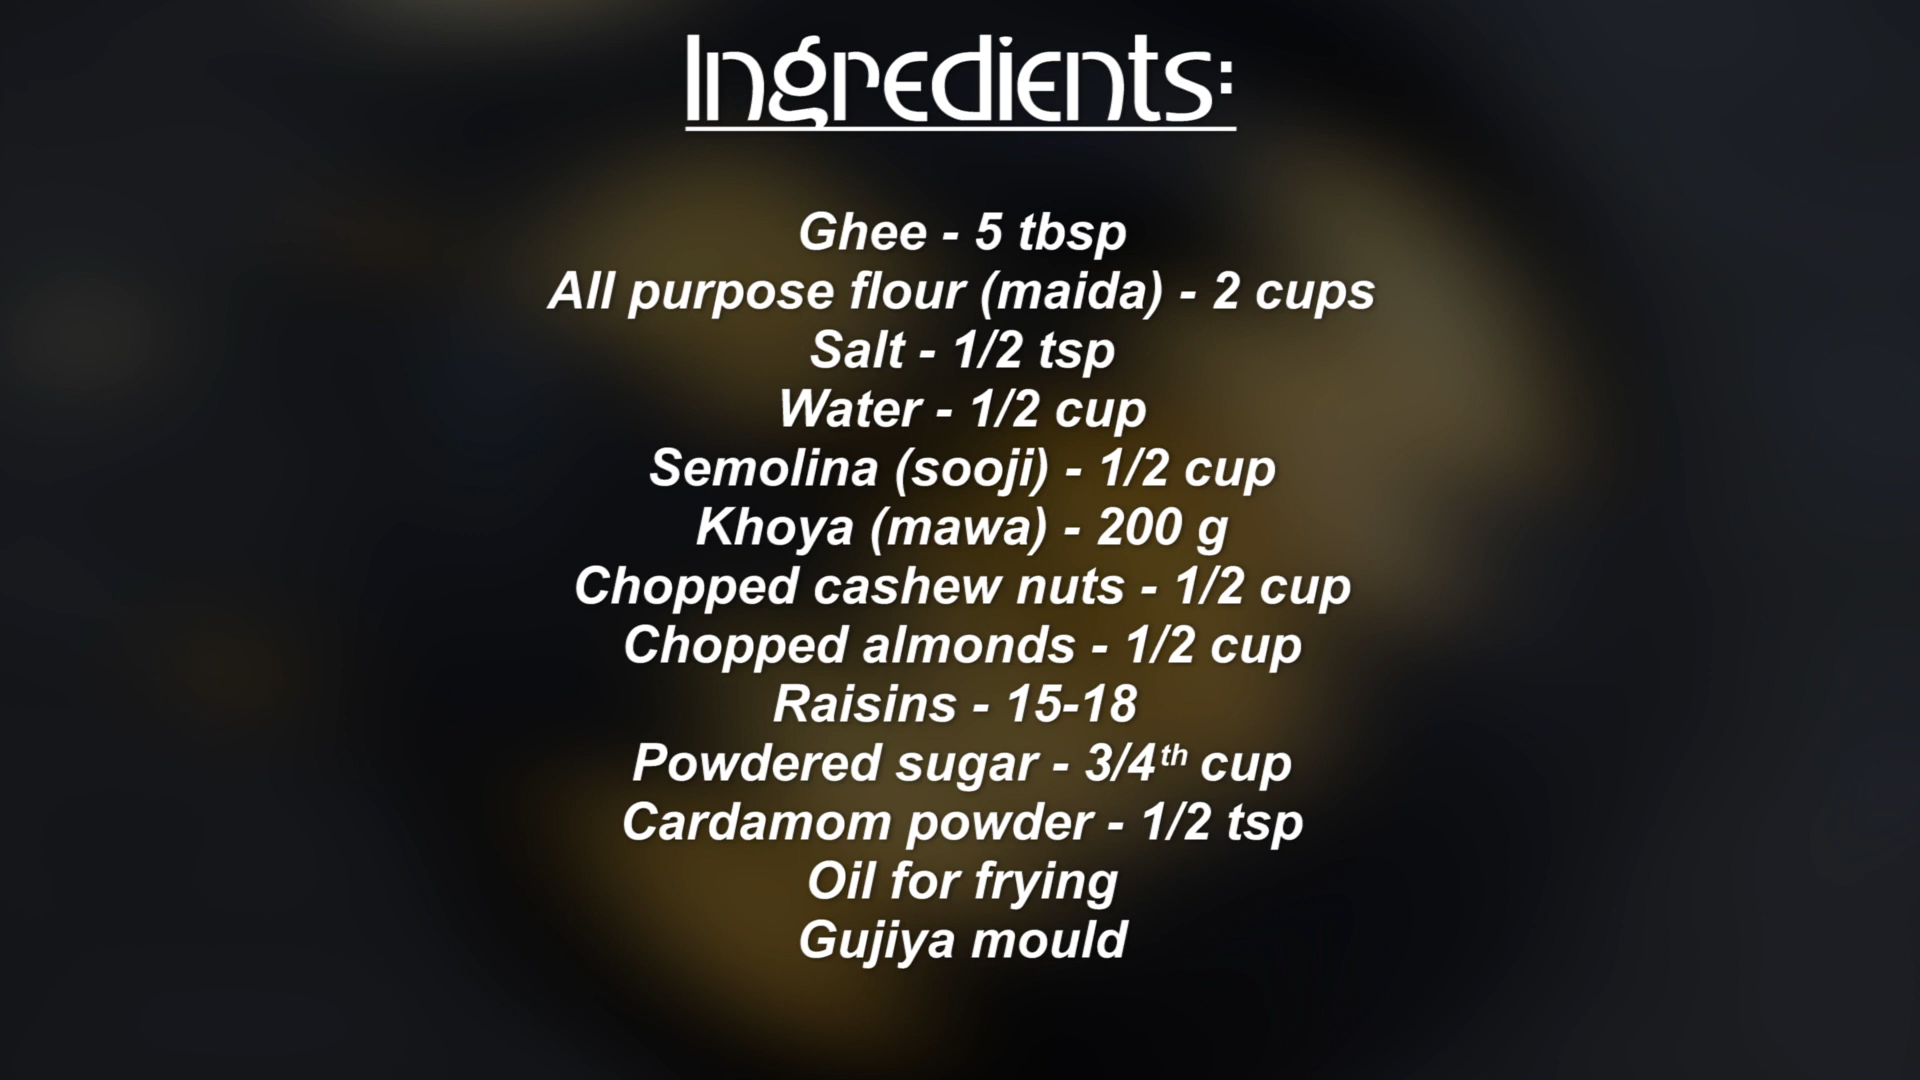 Ingredients:
Ghee - 5 tbsp
All purpose flour (maida) - 2 cups
Salt - 1/2 tsp
Water - 1/2 cup
Semolina (sooji) - 1/2 cup
Khoya (mawa) - 200 g
Chopped cashew nuts - 1/2 cup
Chopped almonds - 1/2 cup
Raisins - 15-18
Powdered sugar - 3/4th cup
Cardamom powder - 1/2 tsp
Oil for frying
Gujiya mould